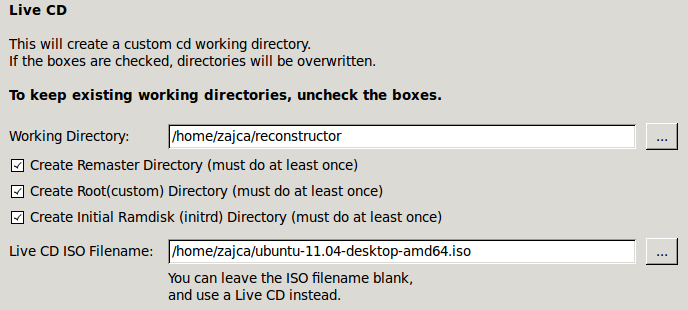 Live CD
This will create a custom cd working directory.
If the boxes are checked, directories will be overwritten.
To keep existing working directories, uncheck the boxes.
Working Directory: /home/zajca/reconstructor ...
Create Remaster Directory (must do at least once)
Create Root(custom) Directory (must do at least once)
Create Initial Ramdisk (initrd) Directory (must do at least once)
Live CD ISO Filename: /home/zajca/ubuntu-11.04-desktop-amd64.iso ...
You can leave the ISO filename blank,
and use a Live CD instead.